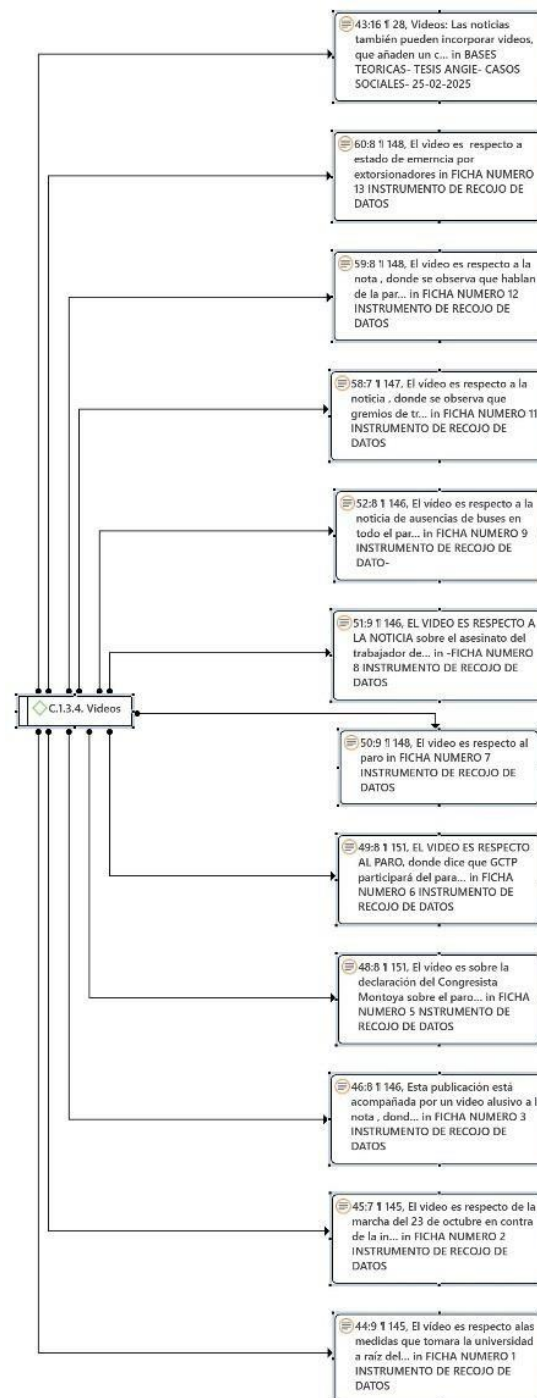 43:16 ¶ 28, Videos: Las noticias
también pueden incorporar videos,
que añaden un c... in BASES
TEORICAS- TESIS ANGIE- CASOS
SOCIALES- 25-02-2025
60:8 ¶ 148, El video es respecto a
estado de emerncia por
extorsionadores in FICHA NUMERO
13 INSTRUMENTO DE RECOJO DE
DATOS
59:8 ¶ 148, El video es respecto a la
nota , donde se observa que hablan
de la par... in FICHA NUMERO 12
INSTRUMENTO DE RECOJO DE
DATOS
58:7 ¶ 147, El video es respecto a la
noticia , donde se observa que
gremios de tr... in FICHA NUMERO 11
INSTRUMENTO DE RECOJO DE
DATOS
52:8 ¶ 146, El video es respecto a la
noticia de ausencias de buses en
todo el par... in FICHA NUMERO 9
INSTRUMENTO DE RECOJO DE
DATO-
51:9 ¶ 146, EL VIDEO ES RESPECTO A
LA NOTICIA sobre el asesinato del
trabajador de... in -FICHA NUMERO
8 INSTRUMENTO DE RECOJO DE
DATOS
C.1.3.4. Videos
50:9 ¶ 148, El video es respecto al
paro in FICHA NUMERO 7
INSTRUMENTO DE RECOJO DE
DATOS
49:8 ¶ 151, EL VIDEO ES RESPECTO
AL PARO, donde dice que GCTP
participará del para... in FICHA
NUMERO 6 INSTRUMENTO DE
RECOJO DE DATOS
48:8 ¶ 151, El video es sobre la
declaración del Congresista
Montoya sobre el paro... in FICHA
NUMERO 5 NSTRUMENTO DE
RECOJO DE DATOS
46:8 ¶ 146, Esta publicación está
acompañada por un video alusivo a l
nota , dond... in FICHA NUMERO 3
INSTRUMENTO DE RECOJO DE
DATOS
45:7 ¶ 145, El video es respecto de la
marcha del 23 de octubre en contra
de la in... in FICHA NUMERO 2
INSTRUMENTO DE RECOJO DE
DATOS
44:9 ¶ 145, El video es respecto alas
medidas que tomara la universidad
a raíz del... in FICHA NUMERO 1
INSTRUMENTO DE RECOJO DE
DATOS